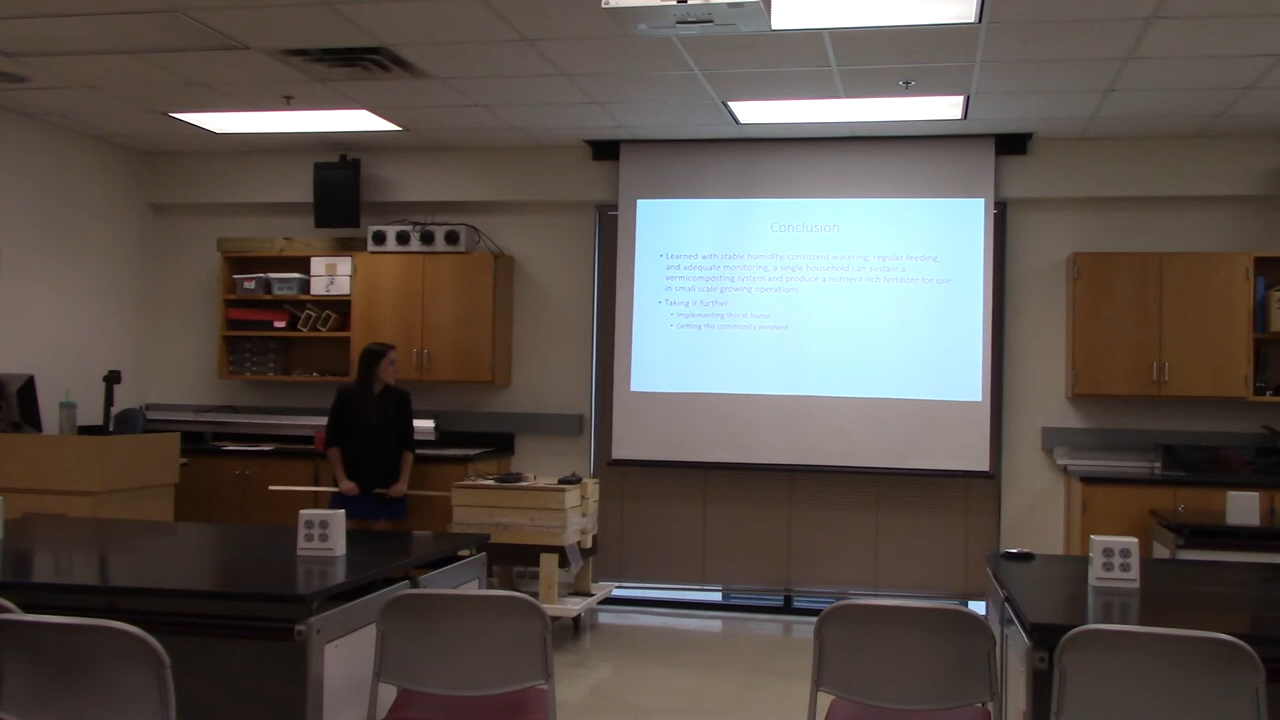 Conclusion
• Learned with stable humidity, consistent watering, regular feeding,
and adequate monitoring, a single household can sustain a
vermicomposting system and produce a nutrient rich fertilizer for use
in small scale growing operations
• Taking it further
• Implementing this at home
• Getting the community involved